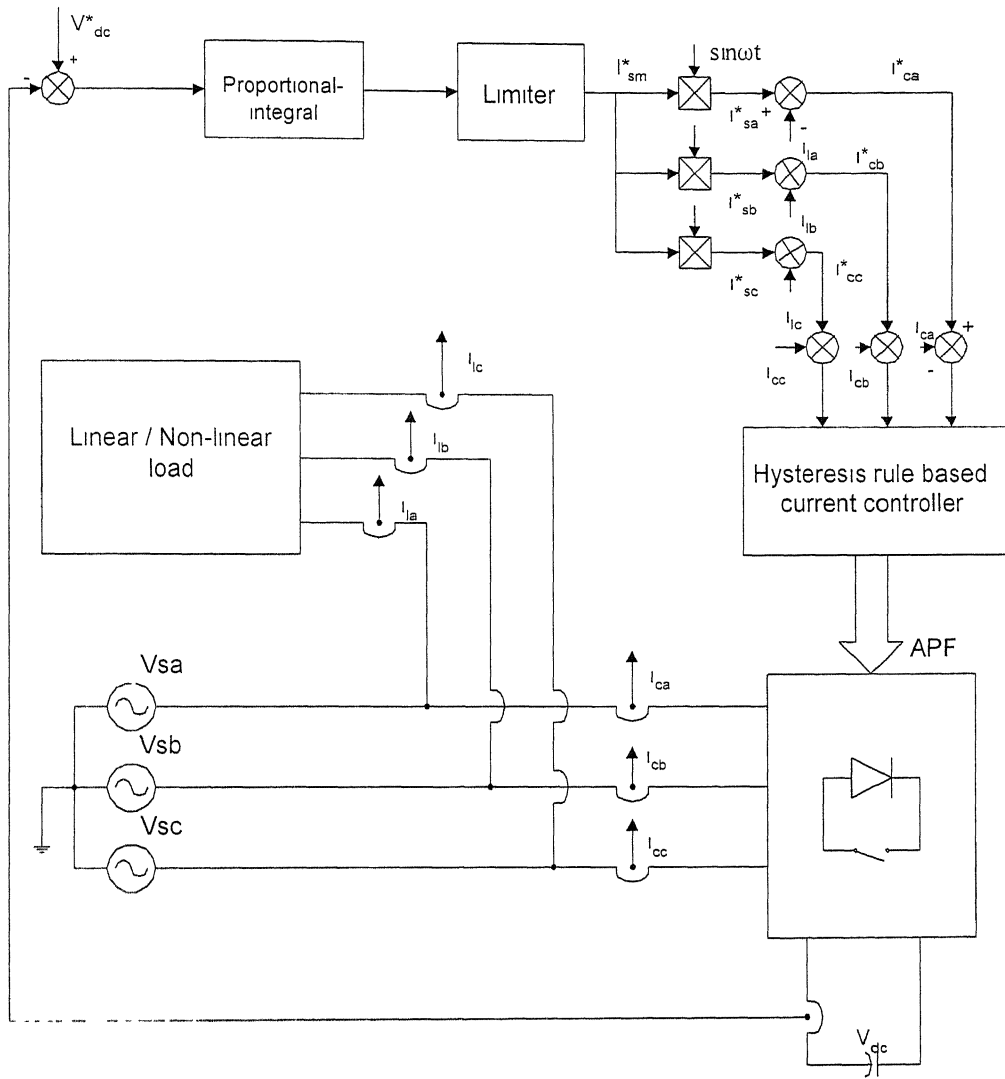 V*dc
+
-
Proportional-
integral
Limiter
I*sm
sinωt
I*sa
+
-
I*ca
Ila
I*sb
I*cb
Ilb
I*sc
I*cc
Ilc
Icc
Icb
Ica
+
-
Hysteresis rule based
current controller
Linear / Non-linear
load
Ilc
Ilb
Ila
APF
Vsa
Ica
Vsb
Icb
Vsc
Icc
Vdc